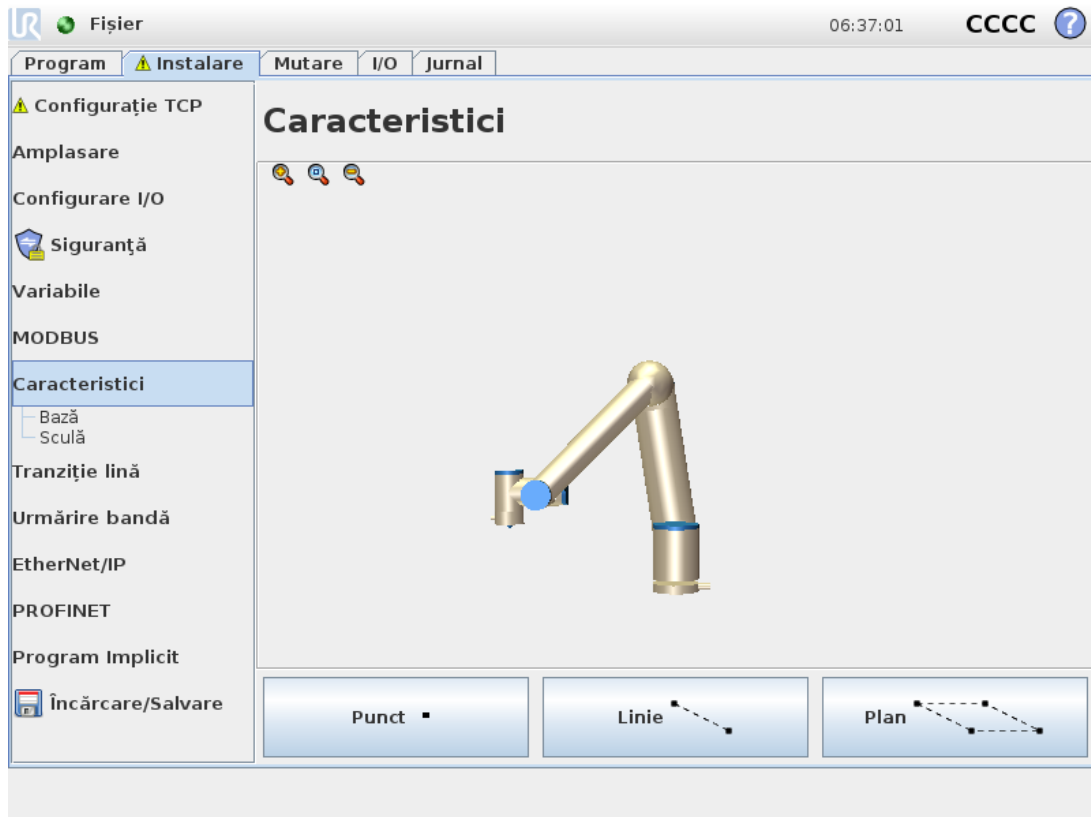 UR Fișier 06:37:01 CCCC ?
Program Instalare Mutare I/O Jurnal
Configurație TCP
Amplasare
Configurare I/O
Siguranță
Variabile
MODBUS
Caracteristici
Bază
Sculă
Tranziție lină
Urmărire bandă
EtherNet/IP
PROFINET
Program Implicit
Încărcare/Salvare
Caracteristici
Punct
Linie
Plan